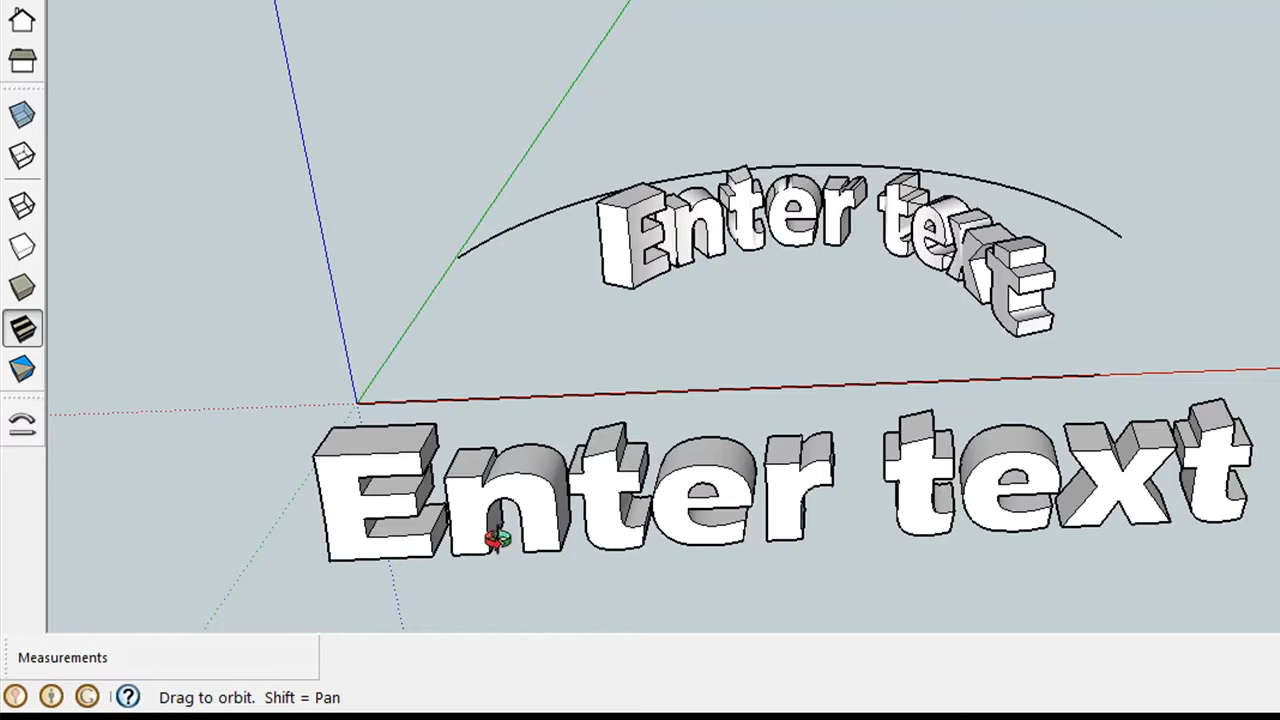 Enter text
Enter text
Measurements
Drag to orbit. Shift = Pan